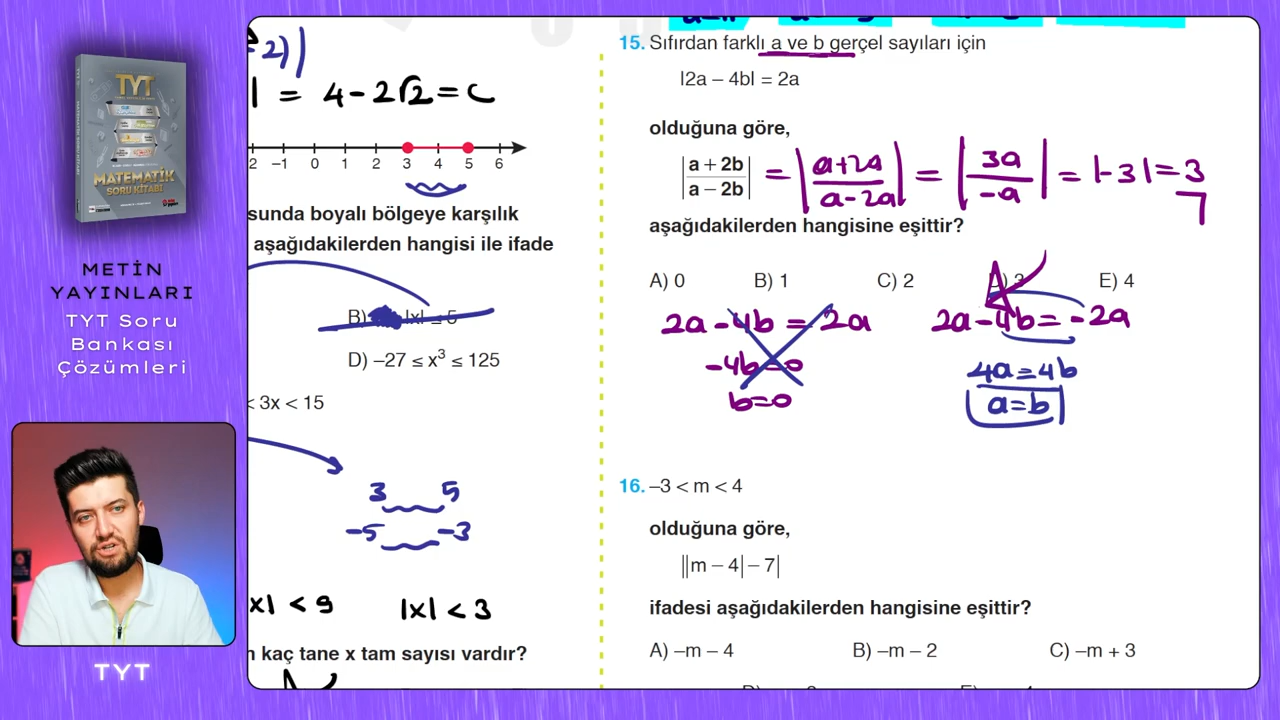 TYT
MATEMATİK
SORU KİTABI
METİN
YAYINLARI
TYT Soru
Bankası
Çözümleri
TYT
= 4 - 2√2 = C
2 −1 0 1 2 3 4 5 6
sunda boyalı bölgeye karşılık
aşağıdakilerden hangisi ile ifade
B) |x| ≤ 5
D) −27 ≤ x³ ≤ 125
< 3x < 15
3 5
-5 -3
|x| < 3
n kaç tane x tam sayısı vardır?
15. Sıfırdan farklı a ve b gerçel sayıları için
|2a − 4b| = 2a
olduğuna göre,
|a + 2b / a − 2b| = |a+2a / a-2a| = |3a / -a| = |-3| = 3
aşağıdakilerden hangisine eşittir?
A) 0 B) 1 C) 2 D) 3 E) 4
2a - 4b = 2a
-4b = 0
b = 0
2a - 4b = -2a
4a = 4b
a = b
16. −3 < m < 4
olduğuna göre,
||m − 4| − 7|
ifadesi aşağıdakilerden hangisine eşittir?
A) −m − 4 B) −m − 2 C) −m + 3